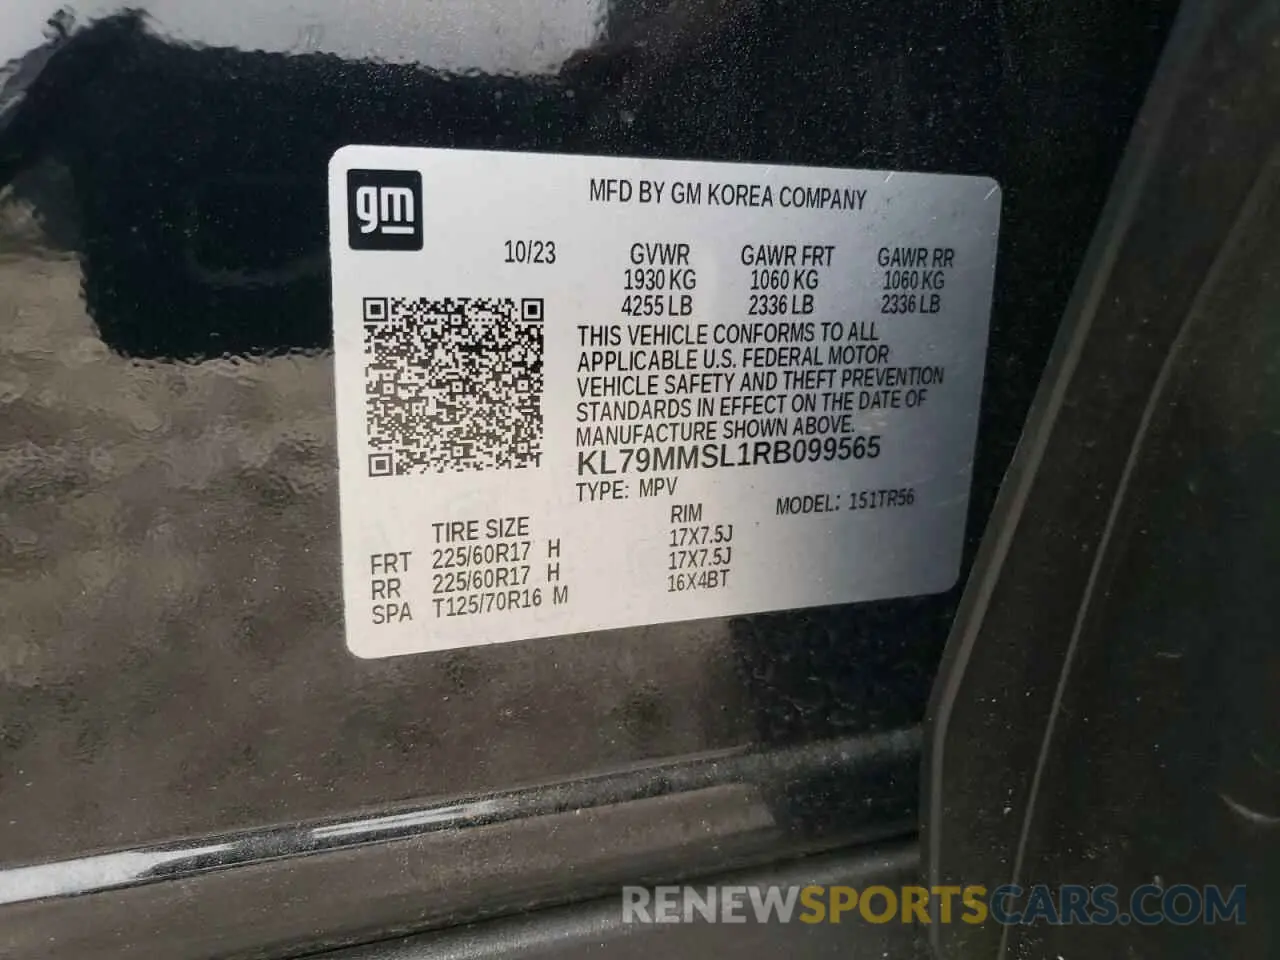 gm
MFD BY GM KOREA COMPANY
10/23 GVWR GAWR FRT GAWR RR
1930 KG 1060 KG 1060 KG
4255 LB 2336 LB 2336 LB
THIS VEHICLE CONFORMS TO ALL
APPLICABLE U.S. FEDERAL MOTOR
VEHICLE SAFETY AND THEFT PREVENTION
STANDARDS IN EFFECT ON THE DATE OF
MANUFACTURE SHOWN ABOVE.
KL79MMSL1RB099565
TYPE: MPV MODEL: 151TR56
TIRE SIZE RIM
FRT 225/60R17 H 17X7.5J
RR 225/60R17 H 17X7.5J
SPA T125/70R16 M 16X4BT
RENEWSPORTSCARS.COM